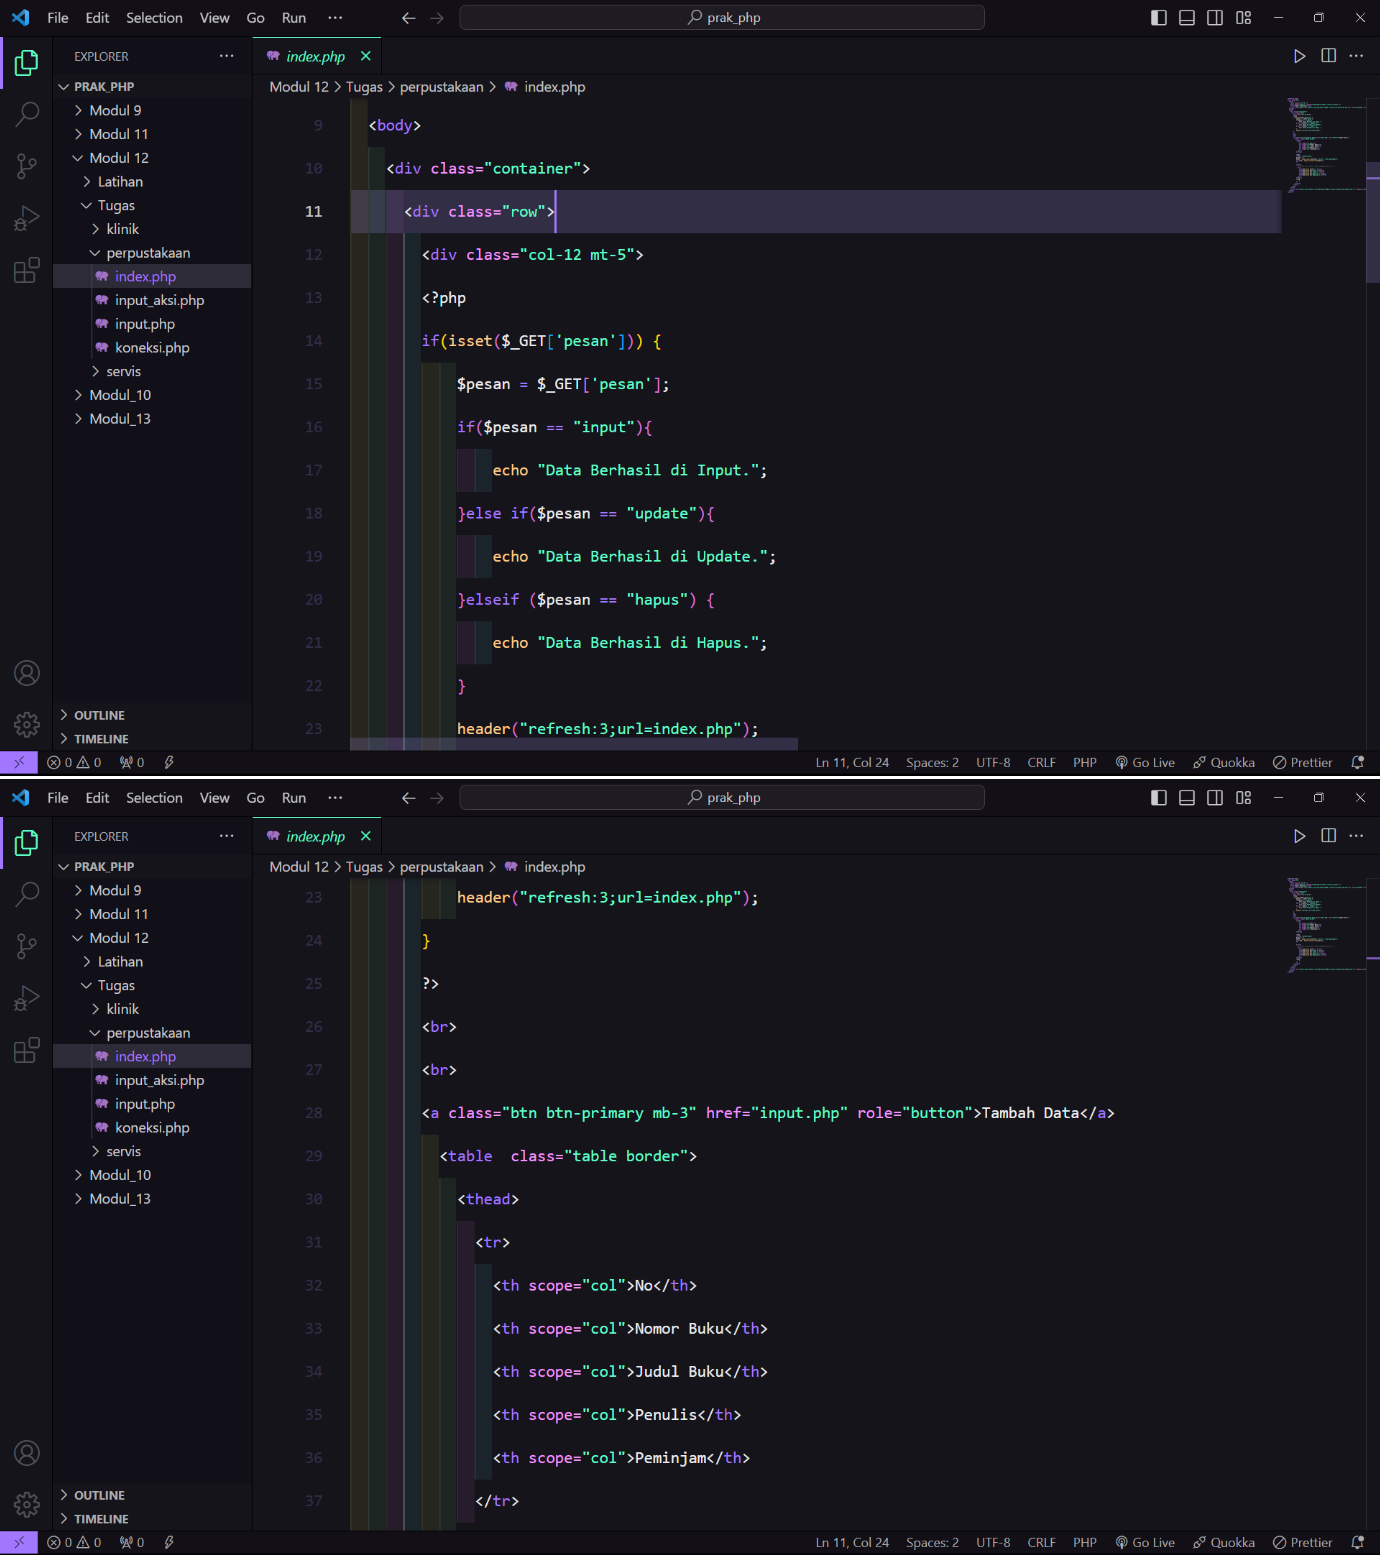 File Edit Selection View Go Run ··· prak_php
EXPLORER ···
index.php
PRAK_PHP
Modul 12 > Tugas > perpustakaan > index.php
Modul 9
Modul 11
Modul 12
Latihan
Tugas
klinik
perpustakaan
index.php
input_aksi.php
input.php
koneksi.php
servis
Modul_10
Modul_13
OUTLINE
TIMELINE
9 <body>
10 <div class="container">
11 <div class="row">
12 <div class="col-12 mt-5">
13 <?php
14 if(isset($_GET['pesan'])) {
15 $pesan = $_GET['pesan'];
16 if($pesan == "input"){
17 echo "Data Berhasil di Input.";
18 }else if($pesan == "update"){
19 echo "Data Berhasil di Update.";
20 }elseif ($pesan == "hapus") {
21 echo "Data Berhasil di Hapus.";
22 }
23 header("refresh:3;url=index.php");
0 0 0 Ln 11, Col 24 Spaces: 2 UTF-8 CRLF PHP Go Live Quokka Prettier
File Edit Selection View Go Run ··· prak_php
EXPLORER ···
index.php
PRAK_PHP
Modul 12 > Tugas > perpustakaan > index.php
Modul 9
Modul 11
Modul 12
Latihan
Tugas
klinik
perpustakaan
index.php
input_aksi.php
input.php
koneksi.php
servis
Modul_10
Modul_13
OUTLINE
TIMELINE
23 header("refresh:3;url=index.php");
24 }
25 ?>
26 <br>
27 <br>
28 <a class="btn btn-primary mb-3" href="input.php" role="button">Tambah Data</a>
29 <table  class="table border">
30 <thead>
31 <tr>
32 <th scope="col">No</th>
33 <th scope="col">Nomor Buku</th>
34 <th scope="col">Judul Buku</th>
35 <th scope="col">Penulis</th>
36 <th scope="col">Peminjam</th>
37 </tr>
0 0 0 Ln 11, Col 24 Spaces: 2 UTF-8 CRLF PHP Go Live Quokka Prettier